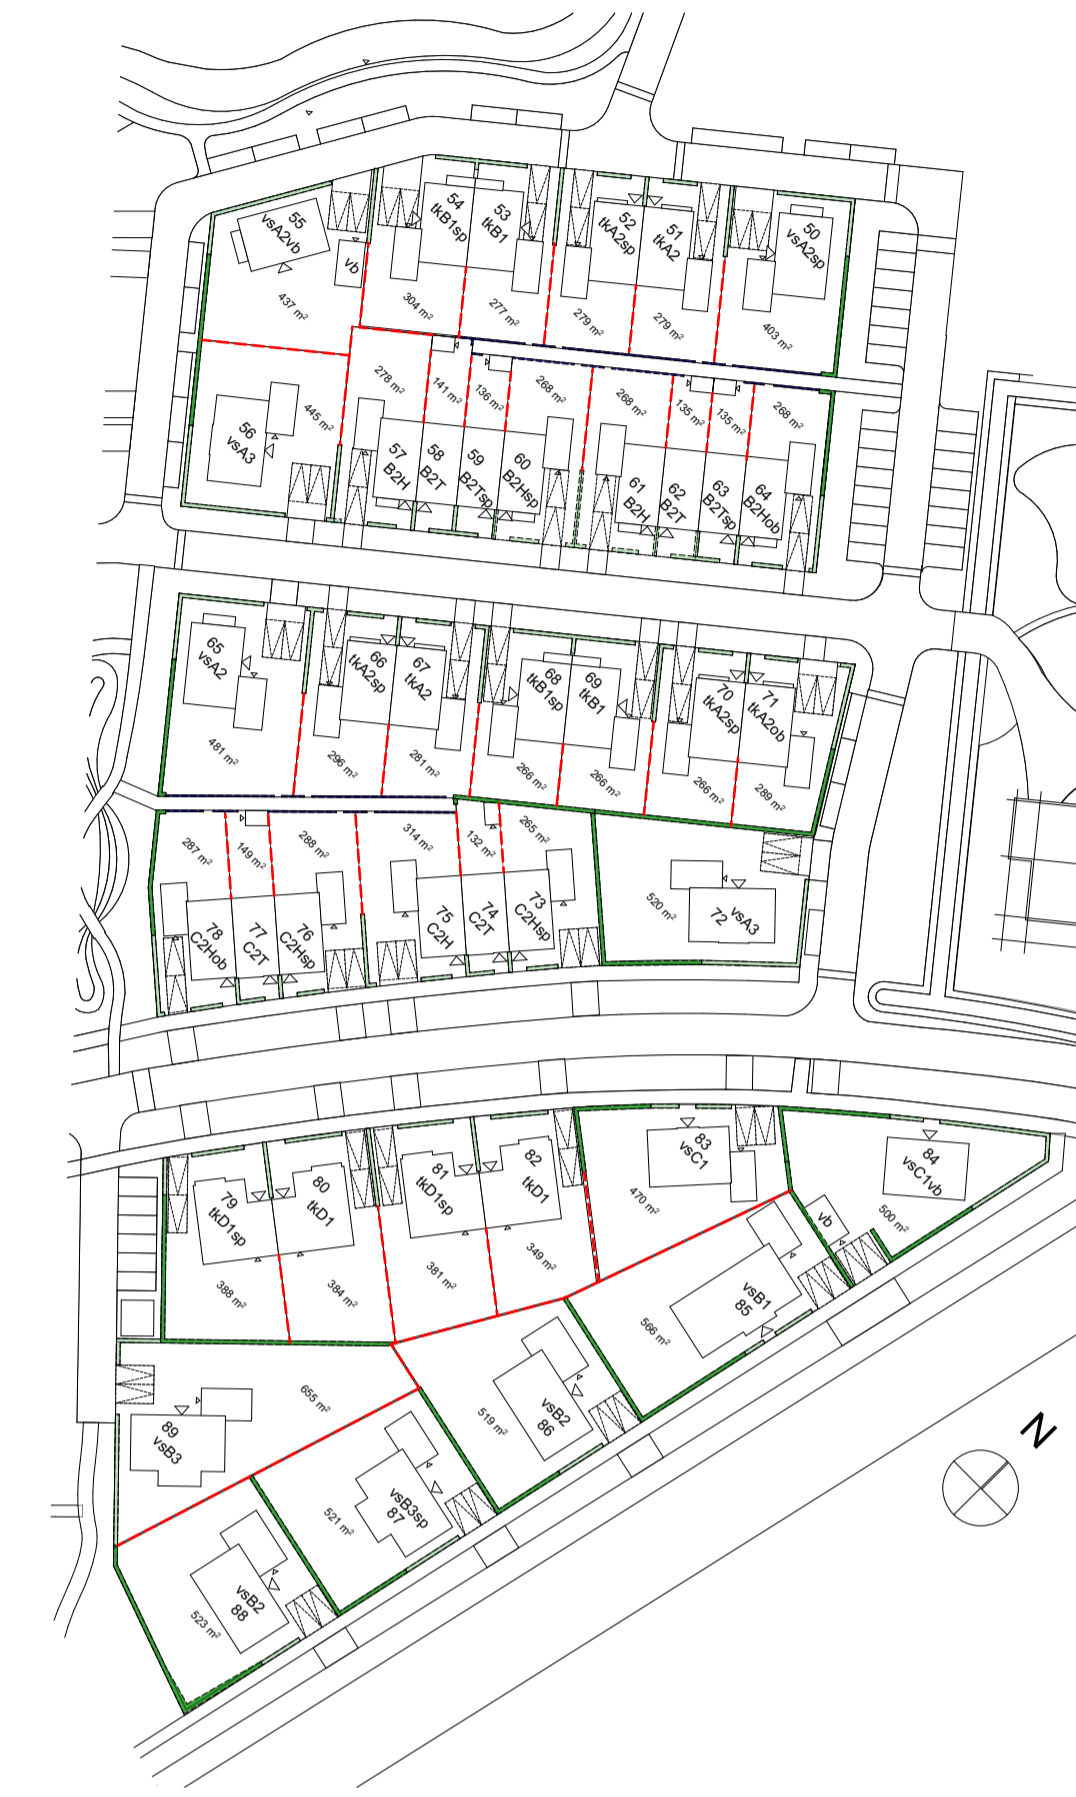 55
vsA2vb
vb
437 m²
54
tkB1sp
304 m²
53
tkB1
277 m²
52
tkA2sp
279 m²
51
tkA2
279 m²
50
vsA2sp
403 m²
56
vsA3
445 m²
278 m²
57
B2H
141 m²
58
B2T
136 m²
59
B2Tsp
268 m²
60
B2Hsp
268 m²
61
B2H
135 m²
62
B2T
135 m²
63
B2Tsp
268 m²
64
B2Hob
65
vsA2
481 m²
66
tkA2sp
296 m²
67
tkA2
281 m²
68
tkB1sp
266 m²
69
tkB1
266 m²
70
tkA2sp
266 m²
71
tkA2ob
289 m²
287 m²
78
C2Hob
149 m²
77
C2T
288 m²
76
C2Hsp
314 m²
75
C2H
132 m²
74
C2T
265 m²
73
C2Hsp
520 m²
vsA3
72
79
tkD1sp
388 m²
80
tkD1
384 m²
81
tkD1sp
381 m²
82
tkD1
349 m²
83
vsC1
470 m²
84
vsC1vb
500 m²
vb
vsB1
85
566 m²
vsB2
86
519 m²
655 m²
89
vsB3
vsB3sp
87
521 m²
vsB2
88
523 m²
N